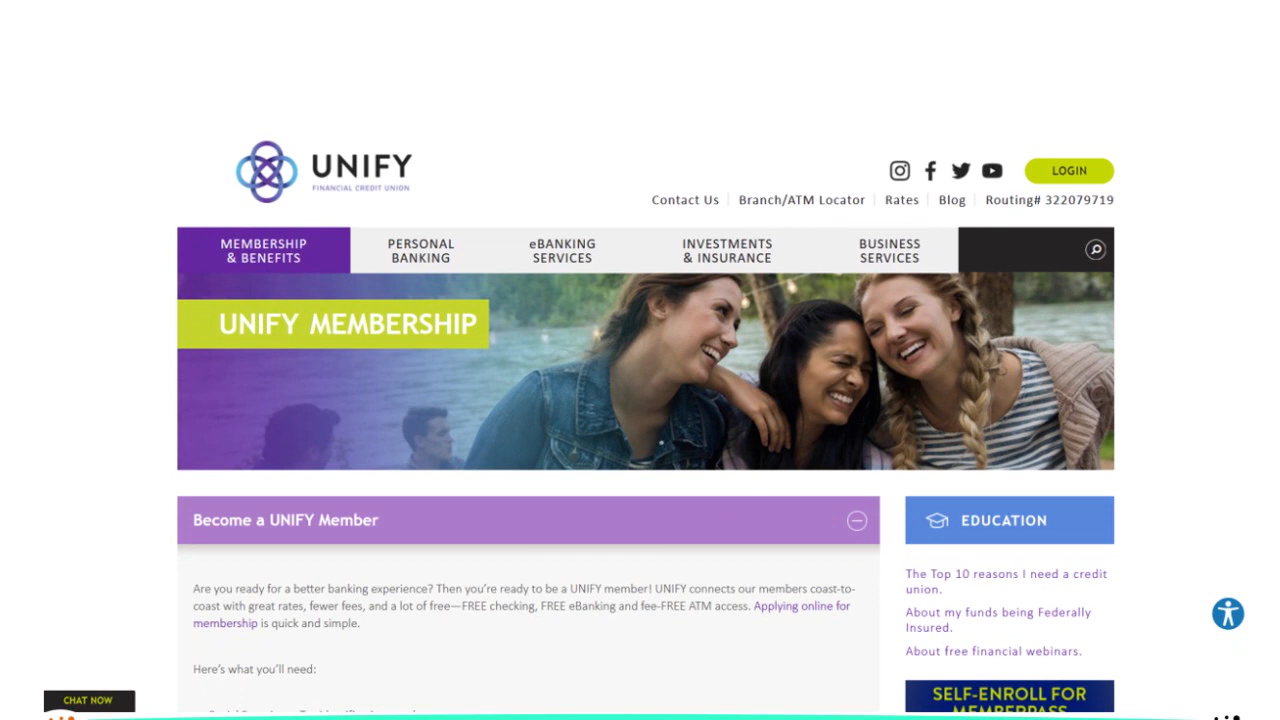 UNIFY
FINANCIAL CREDIT UNION
LOGIN
Contact Us
Branch/ATM Locator
Rates
Blog
Routing# 322079719
MEMBERSHIP
& BENEFITS
PERSONAL
BANKING
eBANKING
SERVICES
INVESTMENTS
& INSURANCE
BUSINESS
SERVICES
UNIFY MEMBERSHIP
Become a UNIFY Member
Are you ready for a better banking experience? Then you're ready to be a UNIFY member! UNIFY connects our members coast-to-
coast with great rates, fewer fees, and a lot of free—FREE checking, FREE eBanking and fee-FREE ATM access. Applying online for
membership is quick and simple.
Here's what you'll need:
EDUCATION
The Top 10 reasons I need a credit
union.
About my funds being Federally
Insured.
About free financial webinars.
SELF-ENROLL FOR
MEMBERPASS
CHAT NOW